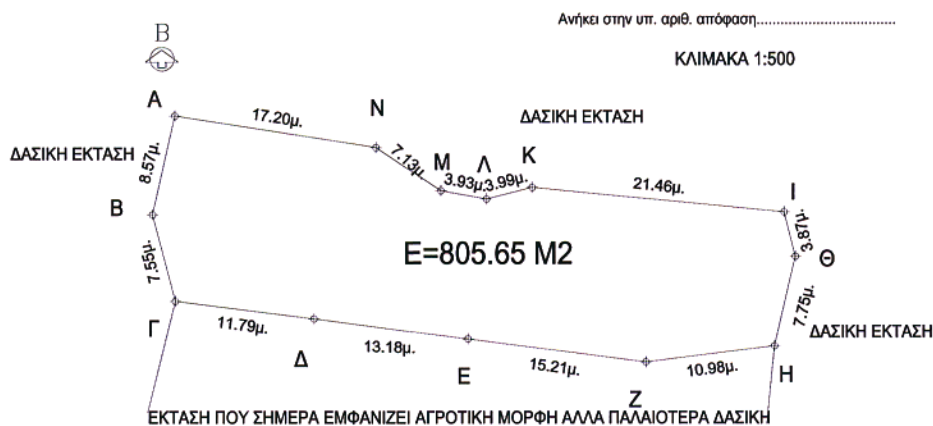 Ανήκει στην υπ. αριθ. απόφαση...................................
ΚΛΙΜΑΚΑ 1:500
Β
Α
17.20μ.
Ν
ΔΑΣΙΚΗ ΕΚΤΑΣΗ
ΔΑΣΙΚΗ ΕΚΤΑΣΗ
8.57μ.
7.13μ.
Μ
3.93μ.
Λ
3.99μ.
Κ
21.46μ.
Ι
3.87μ.
Β
Ε=805.65 Μ2
Θ
7.55μ.
7.75μ.
Γ
11.79μ.
Δ
13.18μ.
Ε
15.21μ.
Ζ
10.98μ.
Η
ΔΑΣΙΚΗ ΕΚΤΑΣΗ
ΕΚΤΑΣΗ ΠΟΥ ΣΗΜΕΡΑ ΕΜΦΑΝΙΖΕΙ ΑΓΡΟΤΙΚΗ ΜΟΡΦΗ ΑΛΛΑ ΠΑΛΑΙΟΤΕΡΑ ΔΑΣΙΚΗ